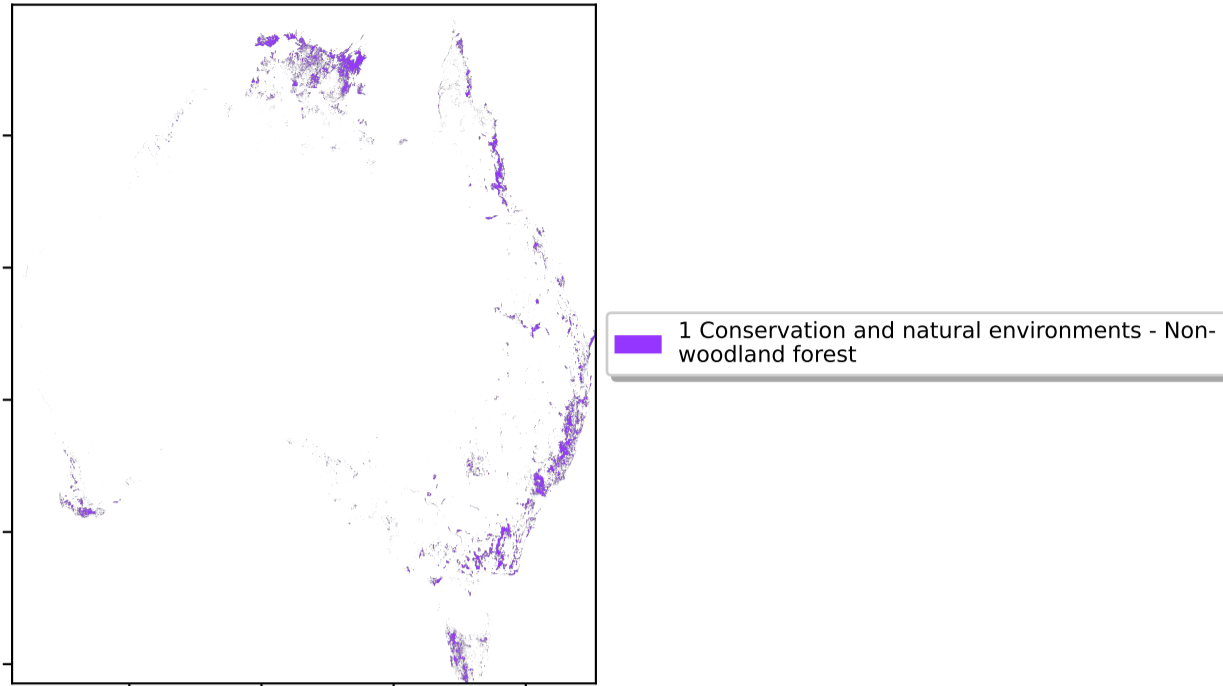 1 Conservation and natural environments - Non-
woodland forest